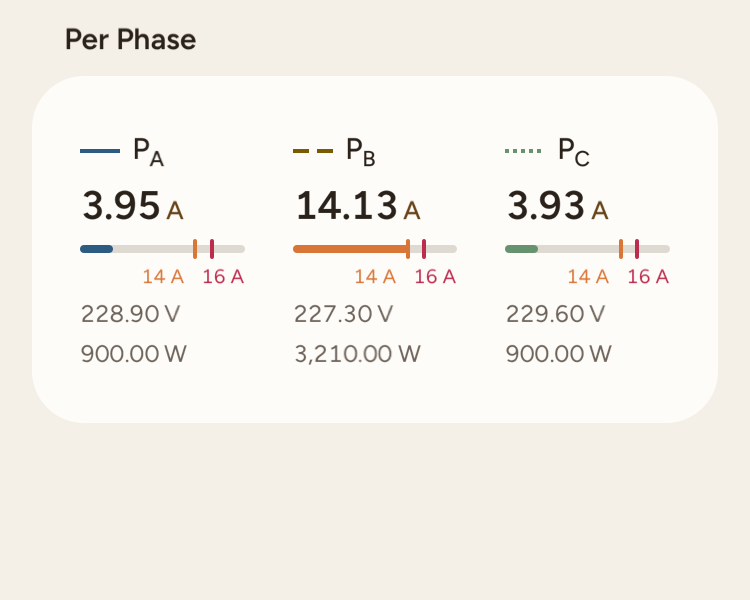 Per Phase
PA PB PC
3.95 A 14.13 A 3.93 A
14 A 16 A 14 A 16 A 14 A 16 A
228.90 V 227.30 V 229.60 V
900.00 W 3,210.00 W 900.00 W